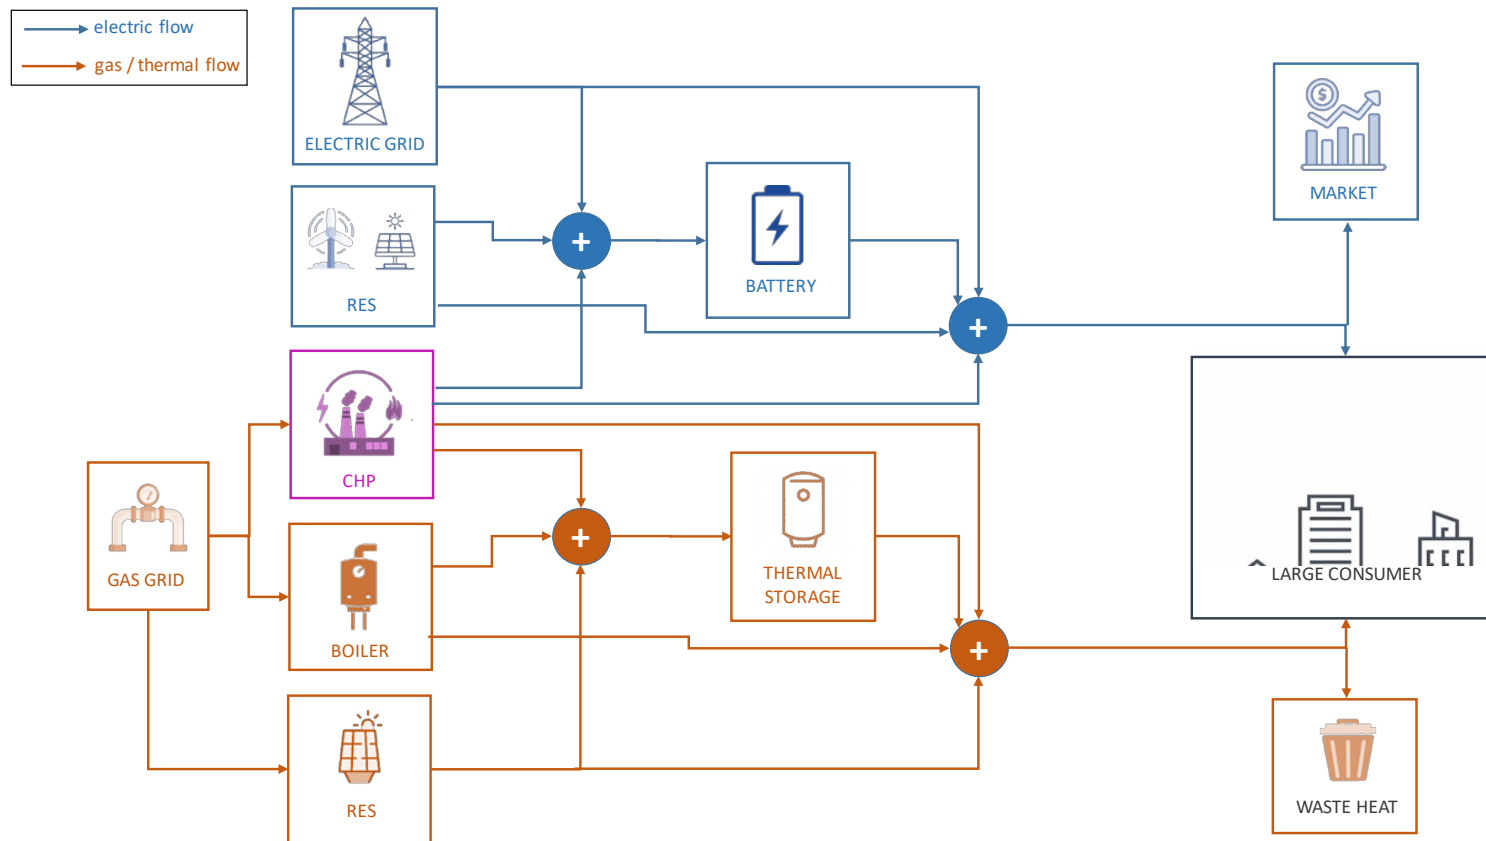 electric flow
gas / thermal flow
ELECTRIC GRID
$
MARKET
RES
+
BATTERY
+
CHP
GAS GRID
+
THERMAL
STORAGE
LARGE CONSUMER
BOILER
+
RES
WASTE HEAT